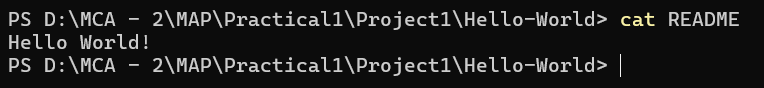 PS D:\MCA - 2\MAP\Practical1\Project1\Hello-World> cat README
Hello World!
PS D:\MCA - 2\MAP\Practical1\Project1\Hello-World>